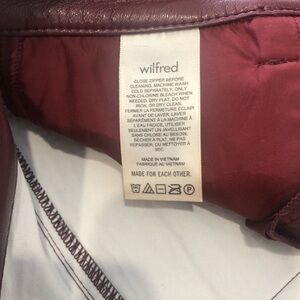 wilfred
CLOSE ZIPPER BEFORE
CLEANING, MACHINE WASH
COLD SEPARATELY, ONLY
NON-CHLORINE BLEACH WHEN
NEEDED. DRY FLAT, DO NOT
IRON, OR DRY CLEAN.
FERMER LA FERMETURE ÉCLAIR
AVANT DE LAVER. LAVER
SÉPARÉMENT À LA MACHINE À
L'EAU FROIDE, UTILISER
SEULEMENT UN JAVELLISANT
SANS CHLORE AU BESOIN.
SÉCHER À PLAT, NE PAS
REPASSER, OU NETTOYER À
SEC.
MADE IN VIETNAM
FABRIQUÉ AU VIETNAM
MADE FOR EACH OTHER.